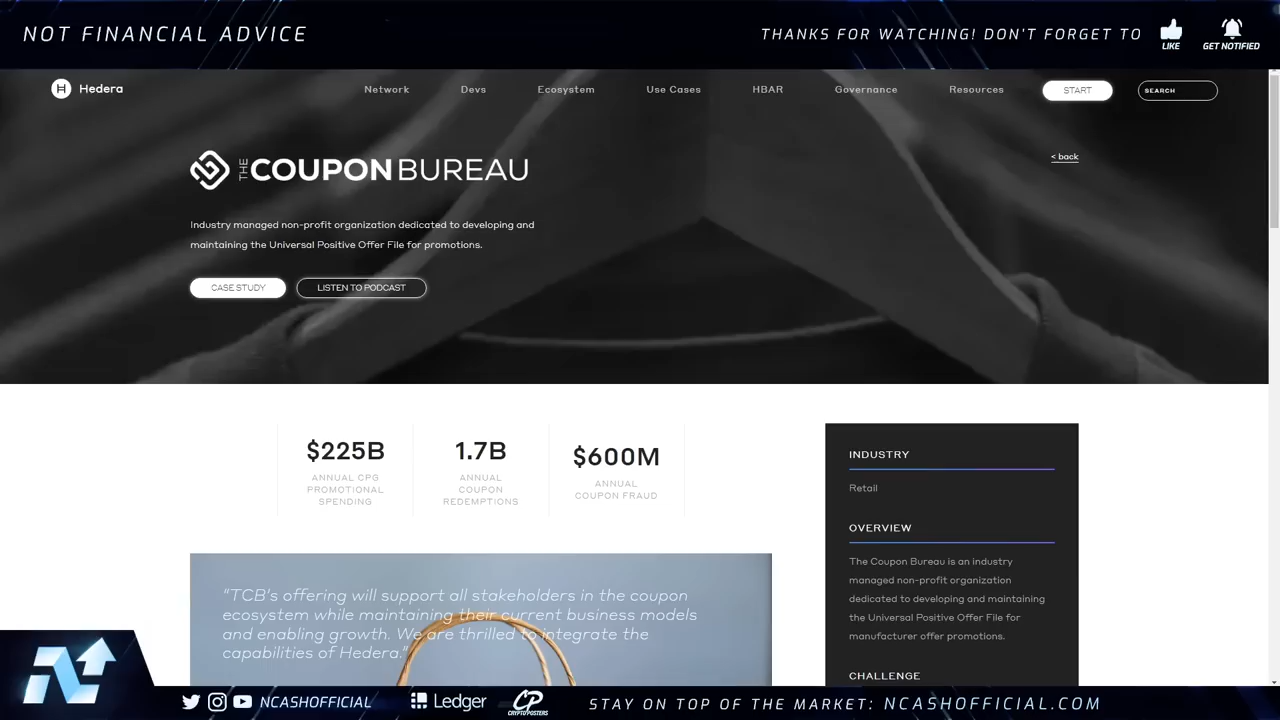 NOT FINANCIAL ADVICE
THANKS FOR WATCHING! DON'T FORGET TO
LIKE
GET NOTIFIED
H Hedera
Network Devs Ecosystem Use Cases HBAR Governance Resources START SEARCH
THE COUPON BUREAU
< back
Industry managed non-profit organization dedicated to developing and
maintaining the Universal Positive Offer File for promotions.
CASE STUDY LISTEN TO PODCAST
$225B
ANNUAL CPG
PROMOTIONAL
SPENDING
1.7B
ANNUAL
COUPON
REDEMPTIONS
$600M
ANNUAL
COUPON FRAUD
"TCB's offering will support all stakeholders in the coupon
ecosystem while maintaining their current business models
and enabling growth. We are thrilled to integrate the
capabilities of Hedera."
INDUSTRY
Retail
OVERVIEW
The Coupon Bureau is an industry
managed non-profit organization
dedicated to developing and maintaining
the Universal Positive Offer File for
manufacturer offer promotions.
CHALLENGE
NCASHOFFICIAL
Ledger
CP
CRYPTO POSTERS
STAY ON TOP OF THE MARKET: NCASHOFFICIAL.COM